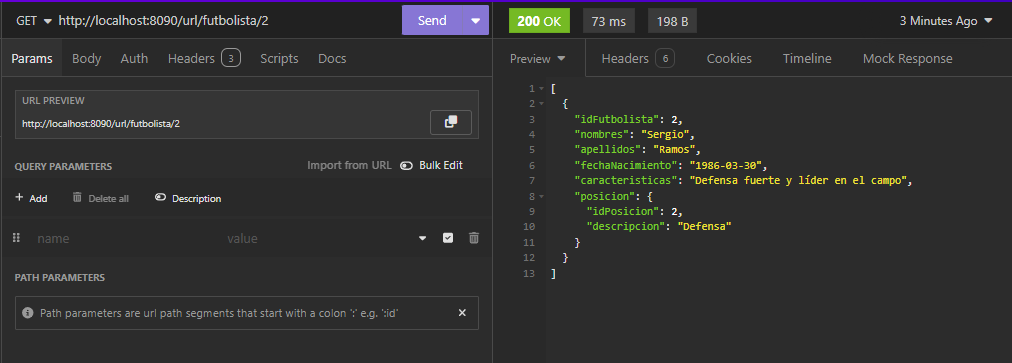 GET http://localhost:8090/url/futbolista/2 Send
200 OK 73 ms 198 B 3 Minutes Ago
Params Body Auth Headers 3 Scripts Docs
Preview Headers 6 Cookies Timeline Mock Response
URL PREVIEW
http://localhost:8090/url/futbolista/2
QUERY PARAMETERS Import from URL Bulk Edit
+ Add Delete all Description
name value
PATH PARAMETERS
Path parameters are url path segments that start with a colon ':' e.g. ':id'
1 [
2 {
3 "idFutbolista": 2,
4 "nombres": "Sergio",
5 "apellidos": "Ramos",
6 "fechaNacimiento": "1986-03-30",
7 "caracteristicas": "Defensa fuerte y líder en el campo",
8 "posicion": {
9 "idPosicion": 2,
10 "descripcion": "Defensa"
11 }
12 }
13 ]